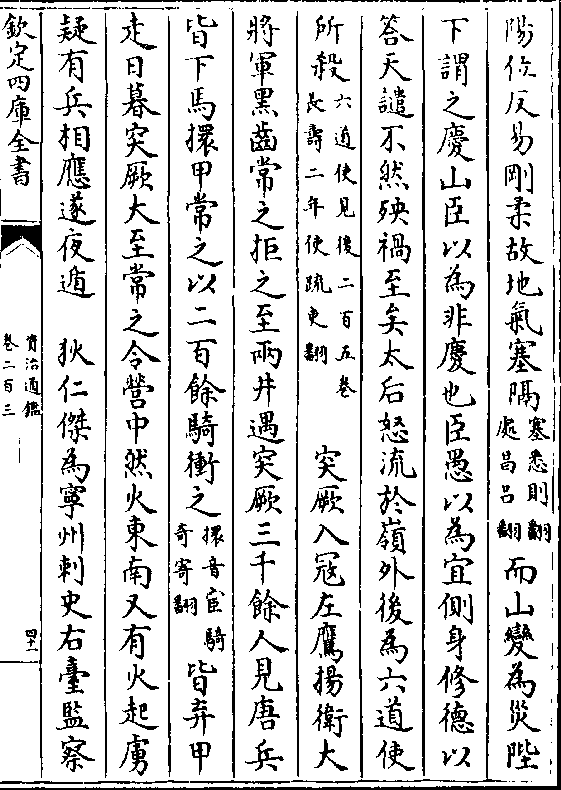 陽位反易剛柔故地氣塞隔塞悉則翻處昌呂翻而山變為災陛
下謂之慶山臣以為非慶也臣愚以為宜側身修德以
荅天譴不然殃禍至矣太后怒流於嶺外後為六道使
所殺六道使見後二百五卷長壽二年使疏吏翻 突厥入冦左鷹揚衛大
將軍黑齒常之拒之至兩井遇突厥三千餘人見唐兵
皆下馬擐甲常之以二百餘騎衝之擐音宦騎奇寄翻皆弃甲
走日暮突厥大至常之令營中然火東南又有火起虜
疑有兵相應遂夜遁 狄仁傑為寧州刺史右臺監察
欽定四庫全書
資治通鑑
卷二百三
四十一